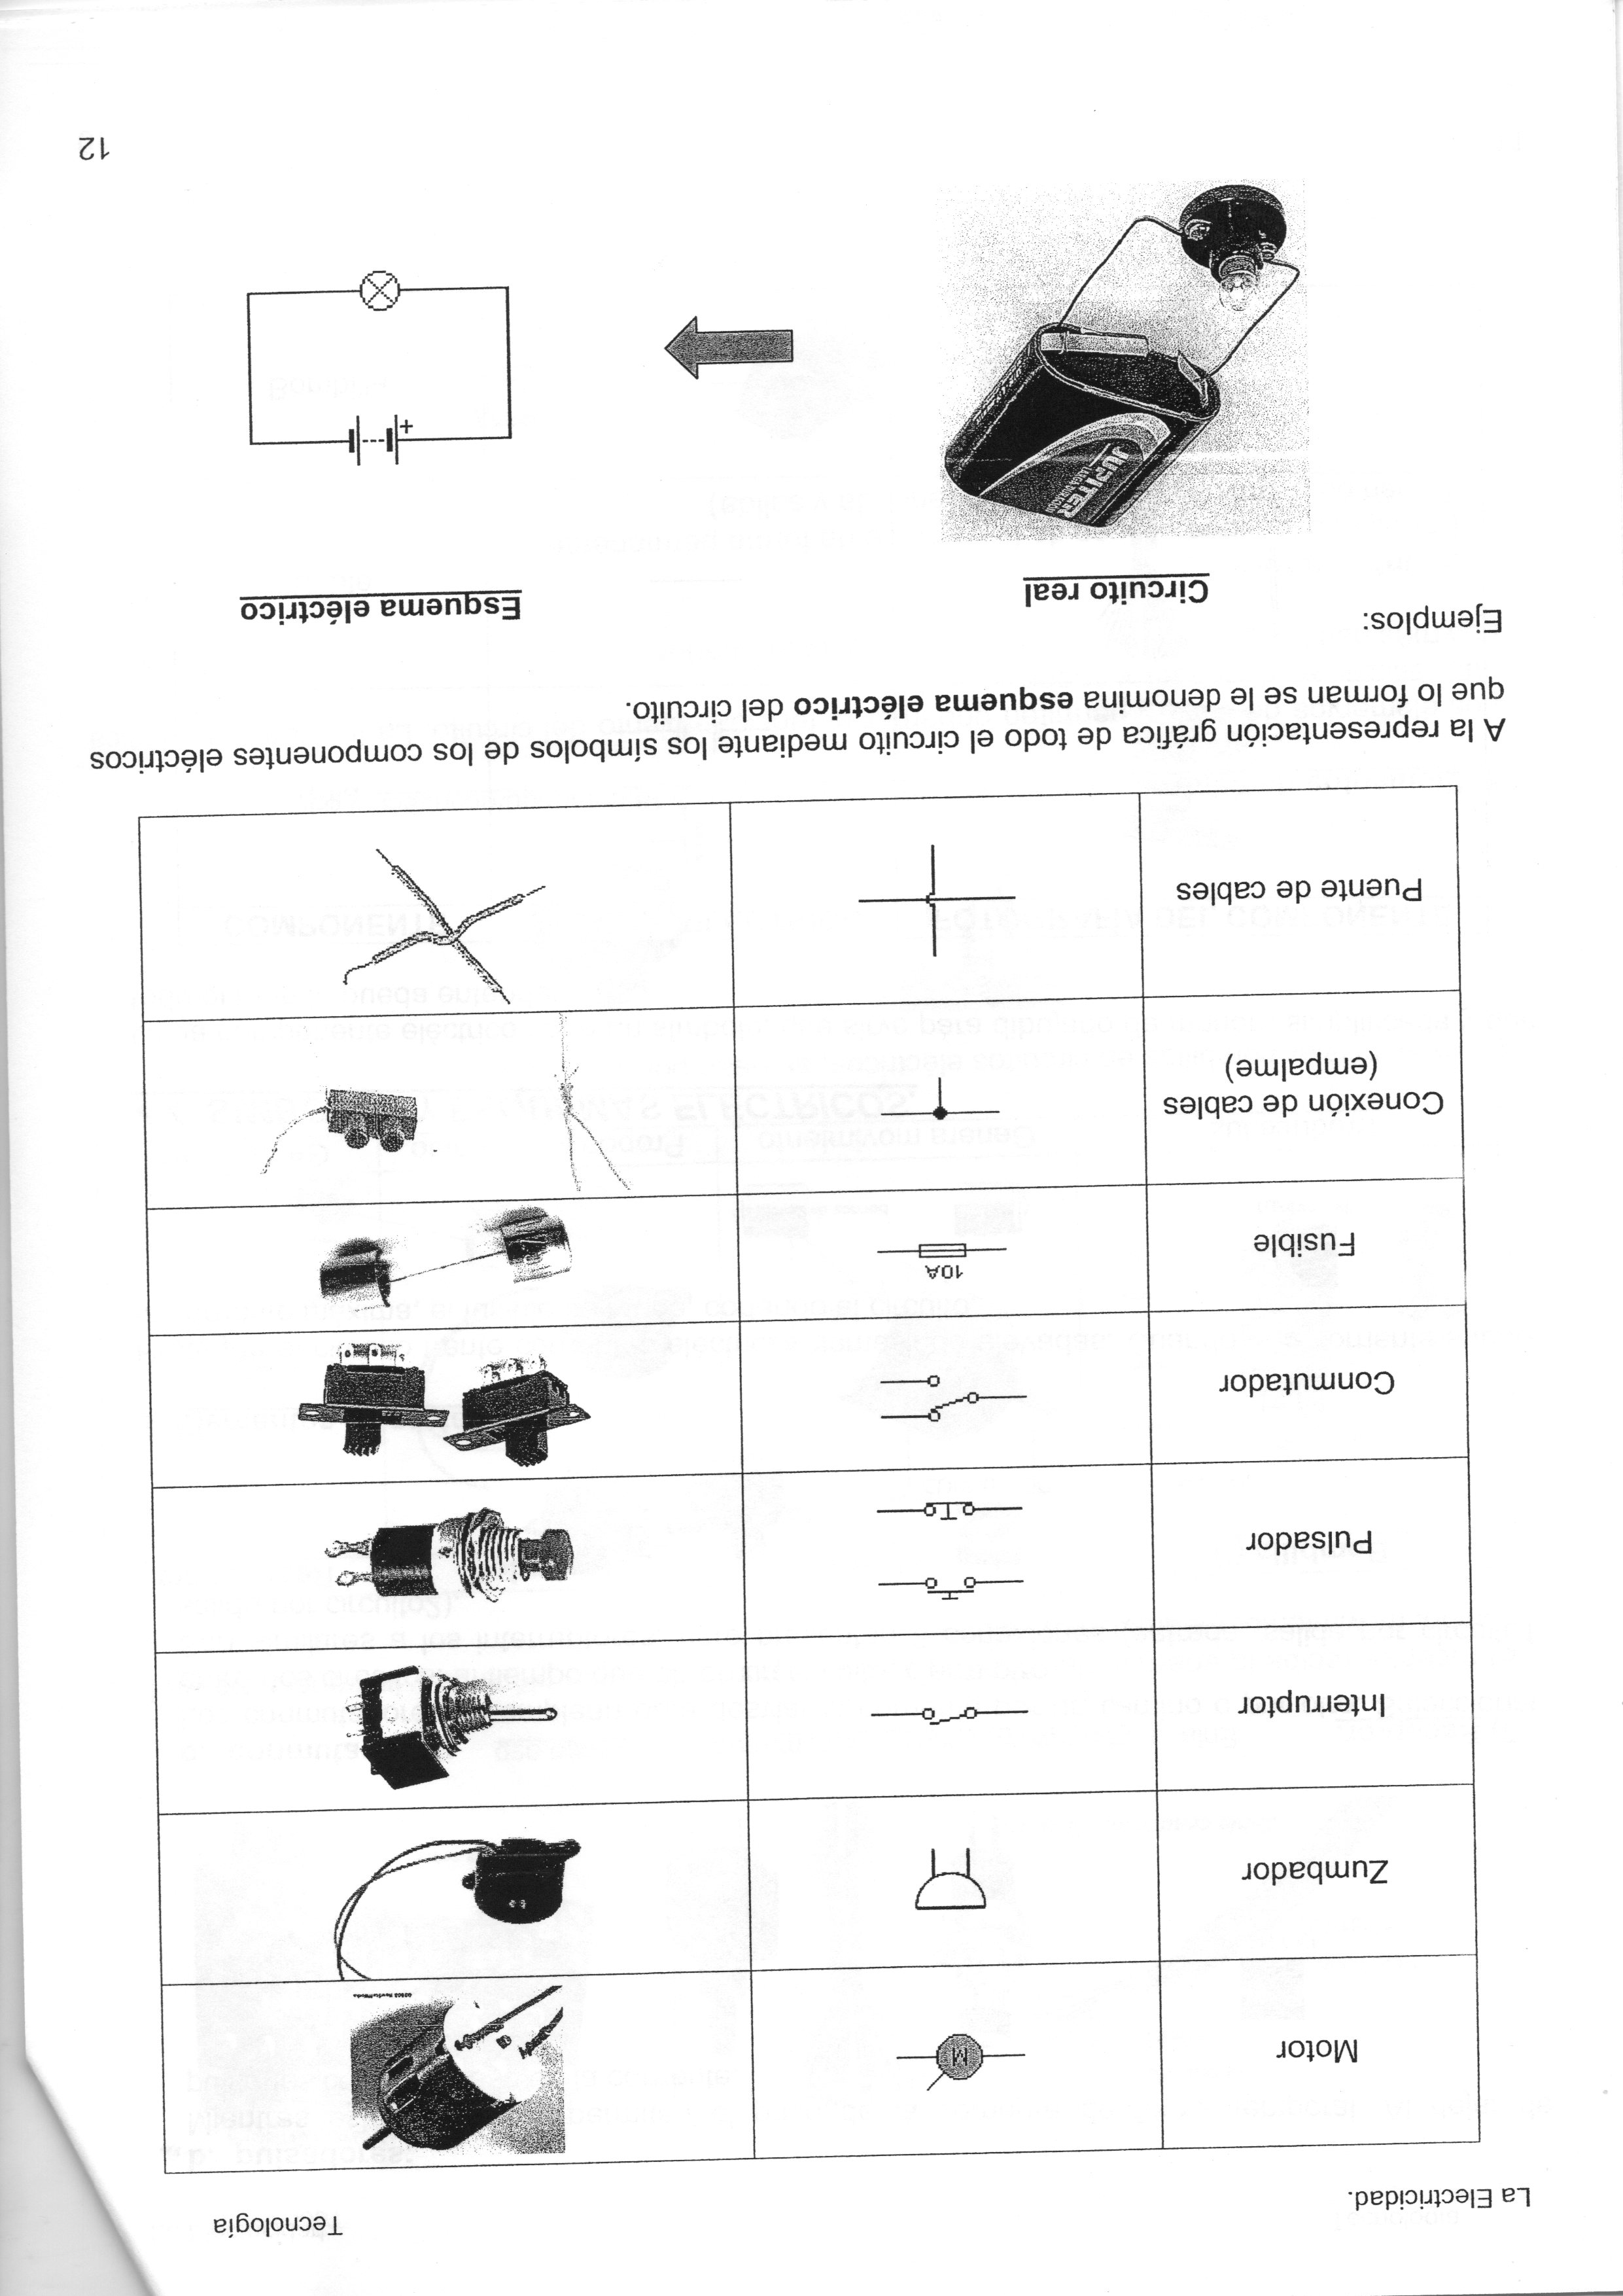 La Electricidad.
Tecnología
Motor
M
Zumbador
Interruptor
Pulsador
Conmutador
10A
Fusible
Conexión de cables
(empalme)
Puente de cables
A la representación gráfica de todo el circuito mediante los símbolos de los componentes eléctricos
que lo forman se le denomina esquema eléctrico del circuito.
Ejemplos:
Circuito real
Esquema eléctrico
JUPITER
+
12